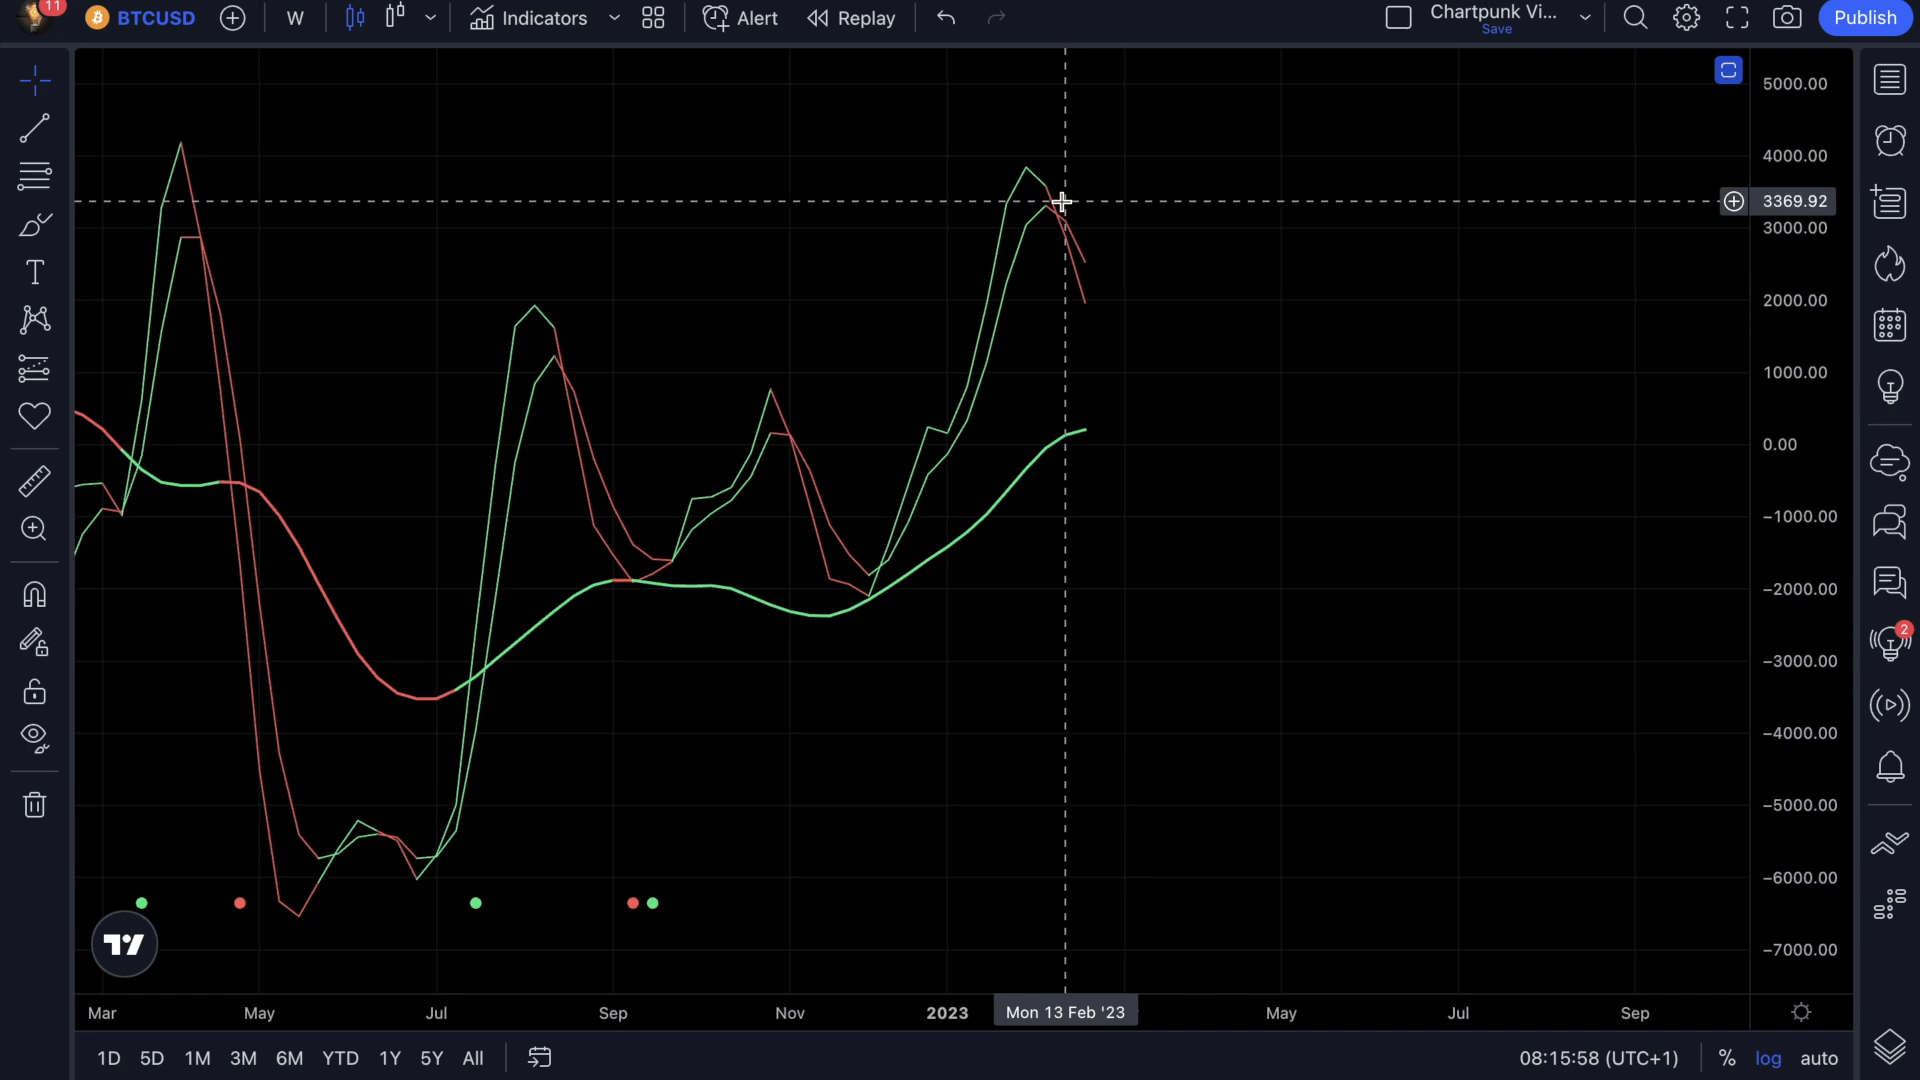 11
BTCUSD
W
Indicators
Alert
Replay
Chartpunk Vi...
Save
Publish
5000.00
4000.00
3369.92
3000.00
2000.00
1000.00
0.00
−1000.00
−2000.00
−3000.00
−4000.00
−5000.00
−6000.00
−7000.00
2
Mar May Jul Sep Nov 2023 Mon 13 Feb '23 May Jul Sep
1D 5D 1M 3M 6M YTD 1Y 5Y All
08:15:58 (UTC+1) % log auto